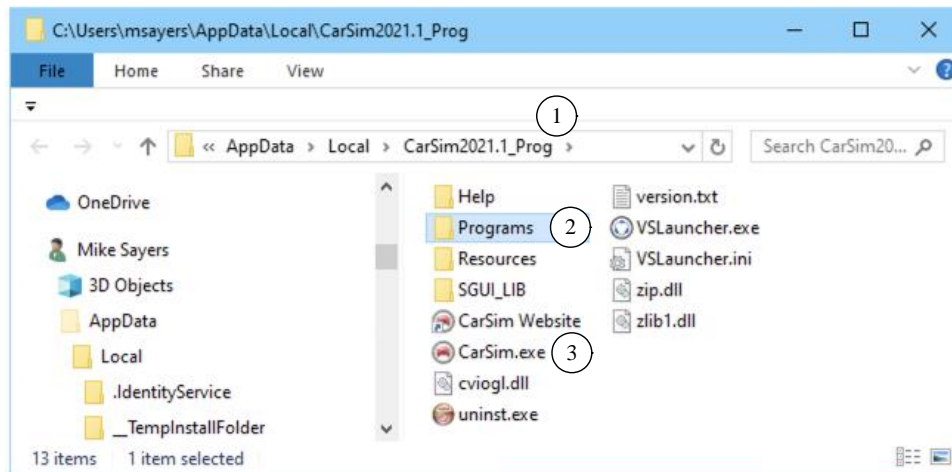 C:\Users\msayers\AppData\Local\CarSim2021.1_Prog
File Home Share View
1
« AppData › Local › CarSim2021.1_Prog ›
Search CarSim20...
OneDrive
Mike Sayers
3D Objects
AppData
Local
.IdentityService
__TempInstallFolder
Help
Programs 2
Resources
SGUI_LIB
CarSim Website
CarSim.exe 3
cviogl.dll
uninst.exe
version.txt
VSLauncher.exe
VSLauncher.ini
zip.dll
zlib1.dll
13 items 1 item selected